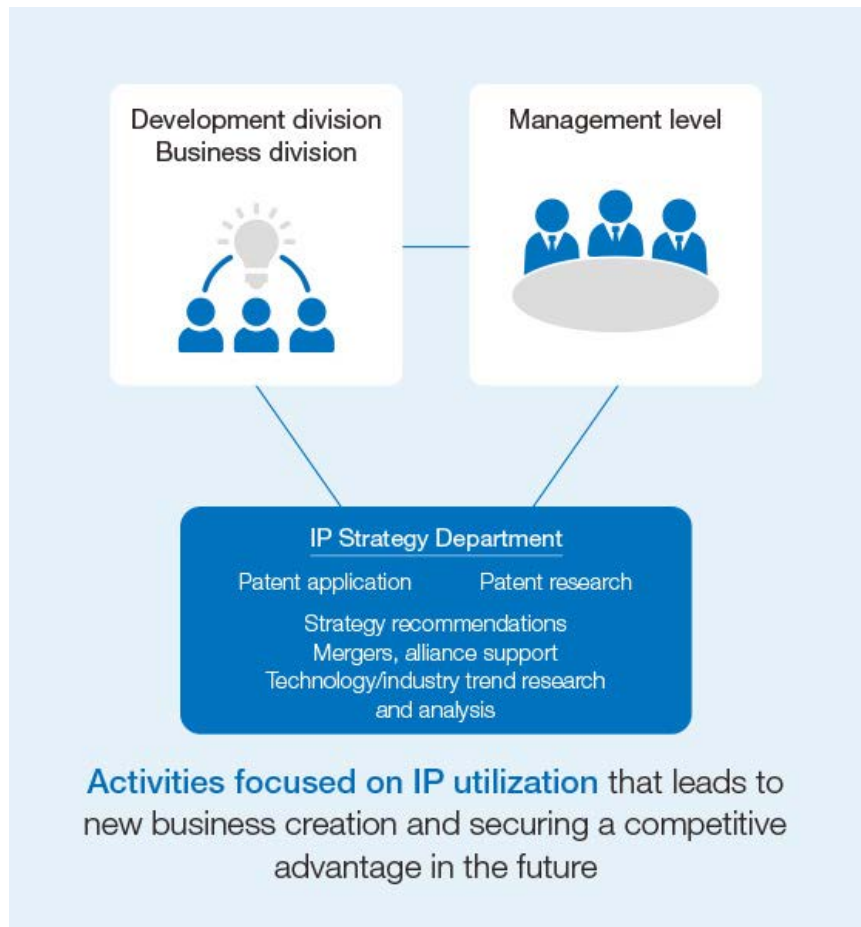 Development division
Business division
Management level
IP Strategy Department
Patent application
Patent research
Strategy recommendations
Mergers, alliance support
Technology/industry trend research
and analysis
Activities focused on IP utilization that leads to
new business creation and securing a competitive
advantage in the future